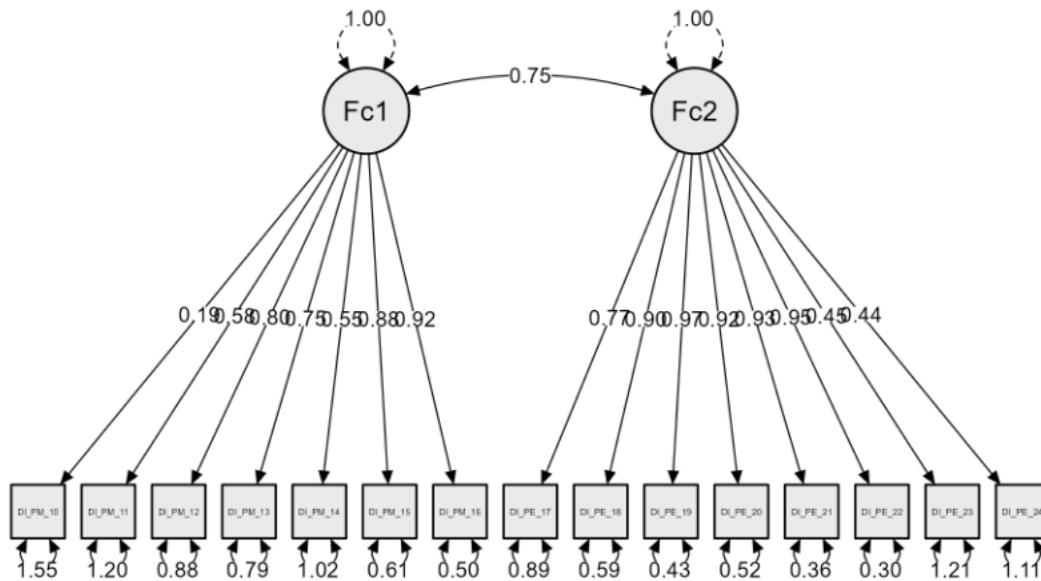 1.00 1.00
0.75
Fc1 Fc2
0.19 0.58 0.80 0.75 0.55 0.88 0.92 0.77 0.90 0.97 0.92 0.93 0.95 0.45 0.44
DI_PM_10 DI_PM_11 DI_PM_12 DI_PM_13 DI_PM_14 DI_PM_15 DI_PM_16 DI_PE_17 DI_PE_18 DI_PE_19 DI_PE_20 DI_PE_21 DI_PE_22 DI_PE_23 DI_PE_24
1.55 1.20 0.88 0.79 1.02 0.61 0.50 0.89 0.59 0.43 0.52 0.36 0.30 1.21 1.11